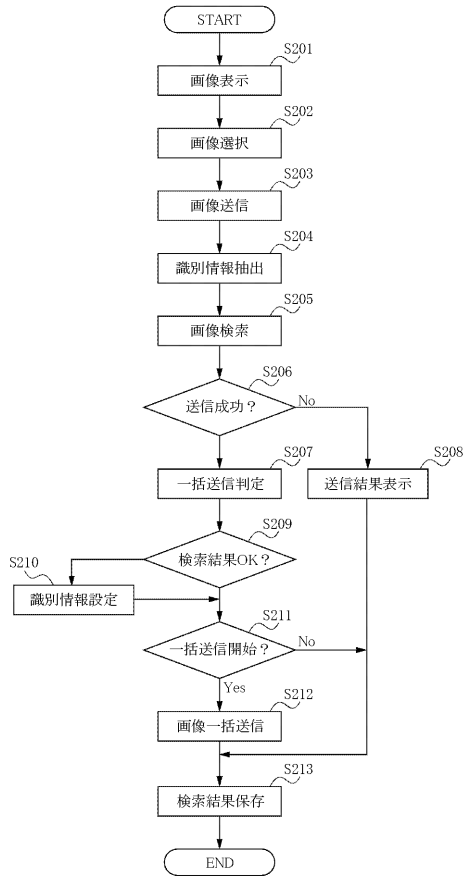 START
S201
画像表示
S202
画像選択
S203
画像送信
S204
識別情報抽出
S205
画像検索
S206
送信成功？
No
S207
一括送信判定
S208
送信結果表示
S209
検索結果OK？
S210
識別情報設定
S211
一括送信開始？
No
Yes
S212
画像一括送信
S213
検索結果保存
END